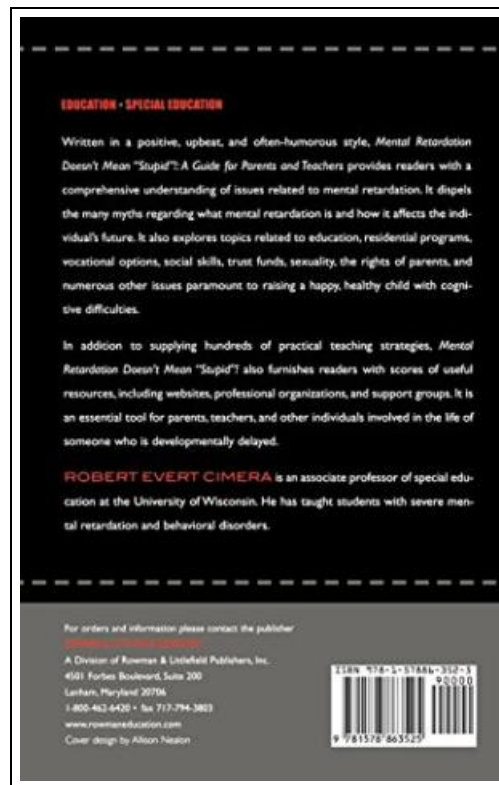 EDUCATION • SPECIAL EDUCATION
Written in a positive, upbeat, and often-humorous style, Mental Retardation
Doesn't Mean "Stupid"!: A Guide for Parents and Teachers provides readers with a
comprehensive understanding of issues related to mental retardation. It dispels
the many myths regarding what mental retardation is and how it affects the indi-
vidual's future. It also explores topics related to education, residential programs,
vocational options, social skills, trust funds, sexuality, the rights of parents, and
numerous other issues paramount to raising a happy, healthy child with cogni-
tive difficulties.
In addition to supplying hundreds of practical teaching strategies, Mental
Retardation Doesn't Mean "Stupid"! also furnishes readers with scores of useful
resources, including websites, professional organizations, and support groups. It is
an essential tool for parents, teachers, and other individuals involved in the life of
someone who is developmentally delayed.
ROBERT EVERT CIMERA is an associate professor of special edu-
cation at the University of Wisconsin. He has taught students with severe men-
tal retardation and behavioral disorders.
For orders and information please contact the publisher
A Division of Rowman & Littlefield Publishers, Inc.
4501 Forbes Boulevard, Suite 200
Lanham, Maryland 20706
1-800-462-6420 • fax 717-794-3803
www.rowmaneducation.com
Cover design by Allison Nealon
ISBN 978-1-57886-352-5
90000
9 781578 863525